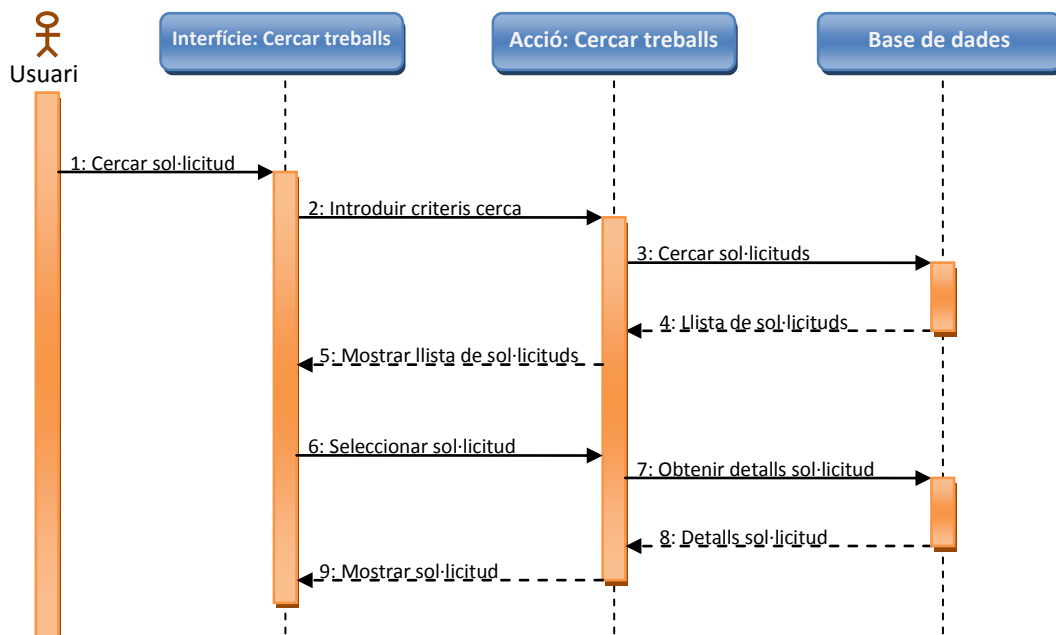 Usuari
Interfície: Cercar treballs
Acció: Cercar treballs
Base de dades
1: Cercar sol·licitud
2: Introduir criteris cerca
3: Cercar sol·licituds
4: Llista de sol·licituds
5: Mostrar llista de sol·licituds
6: Seleccionar sol·licitud
7: Obtenir detalls sol·licitud
8: Detalls sol·licitud
9: Mostrar sol·licitud